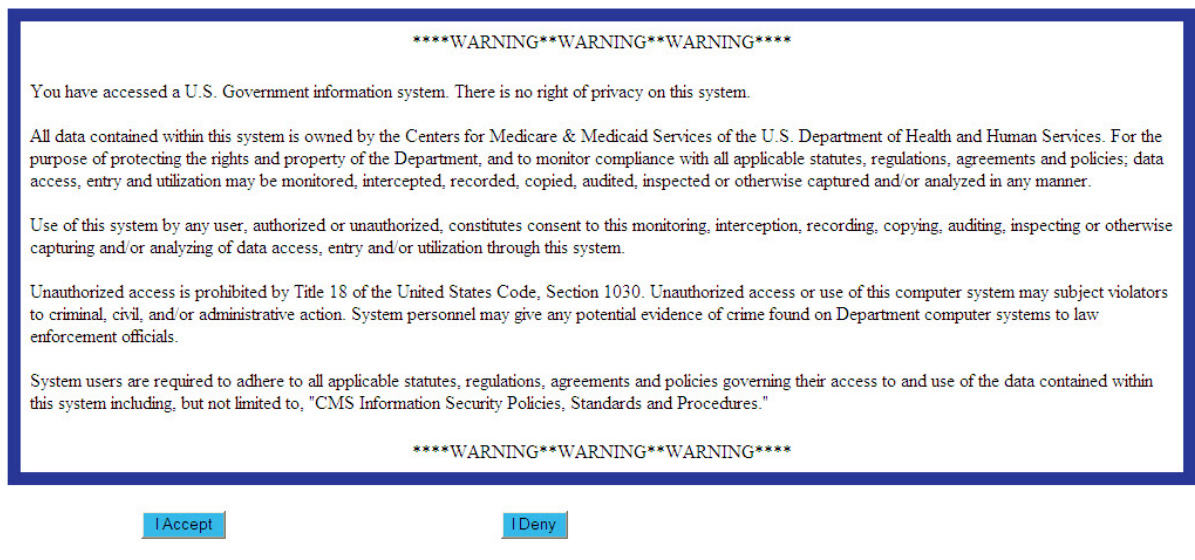 ****WARNING**WARNING**WARNING****
You have accessed a U.S. Government information system. There is no right of privacy on this system.
All data contained within this system is owned by the Centers for Medicare & Medicaid Services of the U.S. Department of Health and Human Services. For the
purpose of protecting the rights and property of the Department, and to monitor compliance with all applicable statutes, regulations, agreements and policies; data
access, entry and utilization may be monitored, intercepted, recorded, copied, audited, inspected or otherwise captured and/or analyzed in any manner.
Use of this system by any user, authorized or unauthorized, constitutes consent to this monitoring, interception, recording, copying, auditing, inspecting or otherwise
capturing and/or analyzing of data access, entry and/or utilization through this system.
Unauthorized access is prohibited by Title 18 of the United States Code, Section 1030. Unauthorized access or use of this computer system may subject violators
to criminal, civil, and/or administrative action. System personnel may give any potential evidence of crime found on Department computer systems to law
enforcement officials.
System users are required to adhere to all applicable statutes, regulations, agreements and policies governing their access to and use of the data contained within
this system including, but not limited to, "CMS Information Security Policies, Standards and Procedures."
****WARNING**WARNING**WARNING****
I Accept I Deny